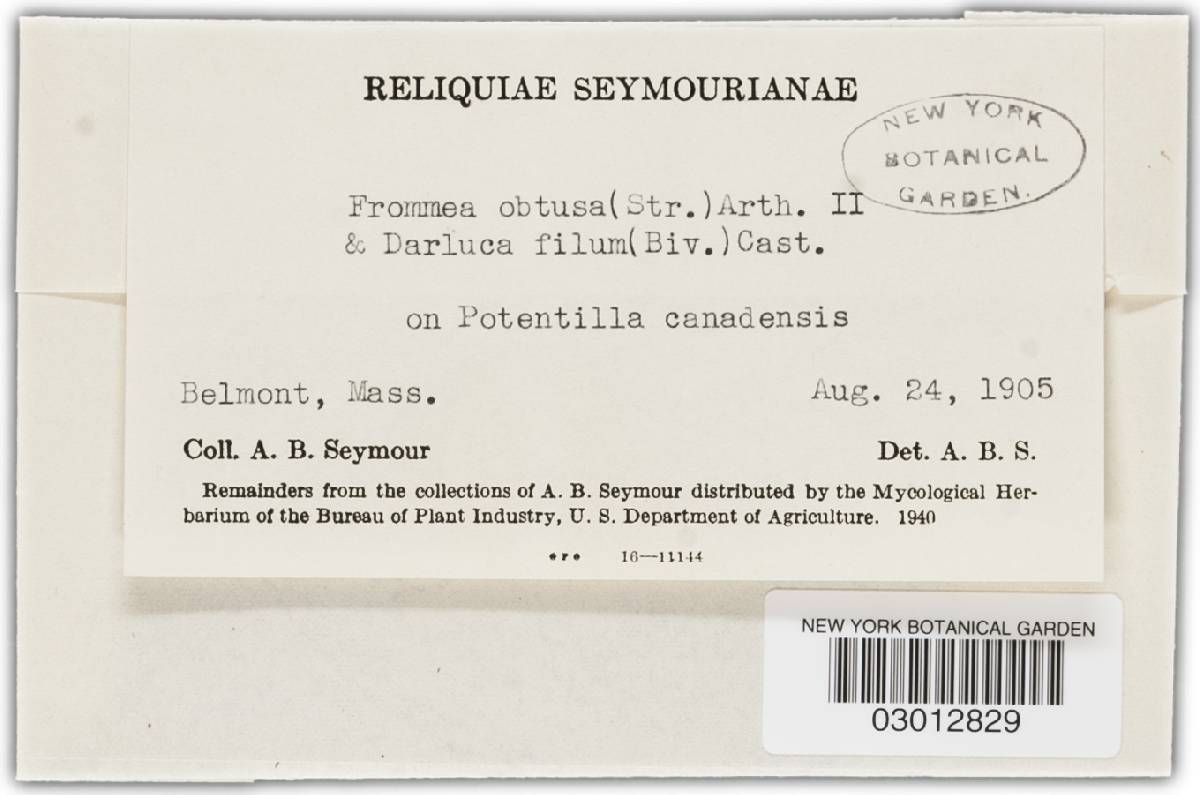 RELIQUIAE SEYMOURIANAE
NEW YORK
BOTANICAL
GARDEN.
Frommea obtusa(Str.)Arth. II
& Darluca filum(Biv.)Cast.
on Potentilla canadensis
Belmont, Mass. Aug. 24, 1905
Coll. A. B. Seymour Det. A. B. S.
Remainders from the collections of A. B. Seymour distributed by the Mycological Her-
barium of the Bureau of Plant Industry, U. S. Department of Agriculture. 1940
16—11144
NEW YORK BOTANICAL GARDEN
03012829